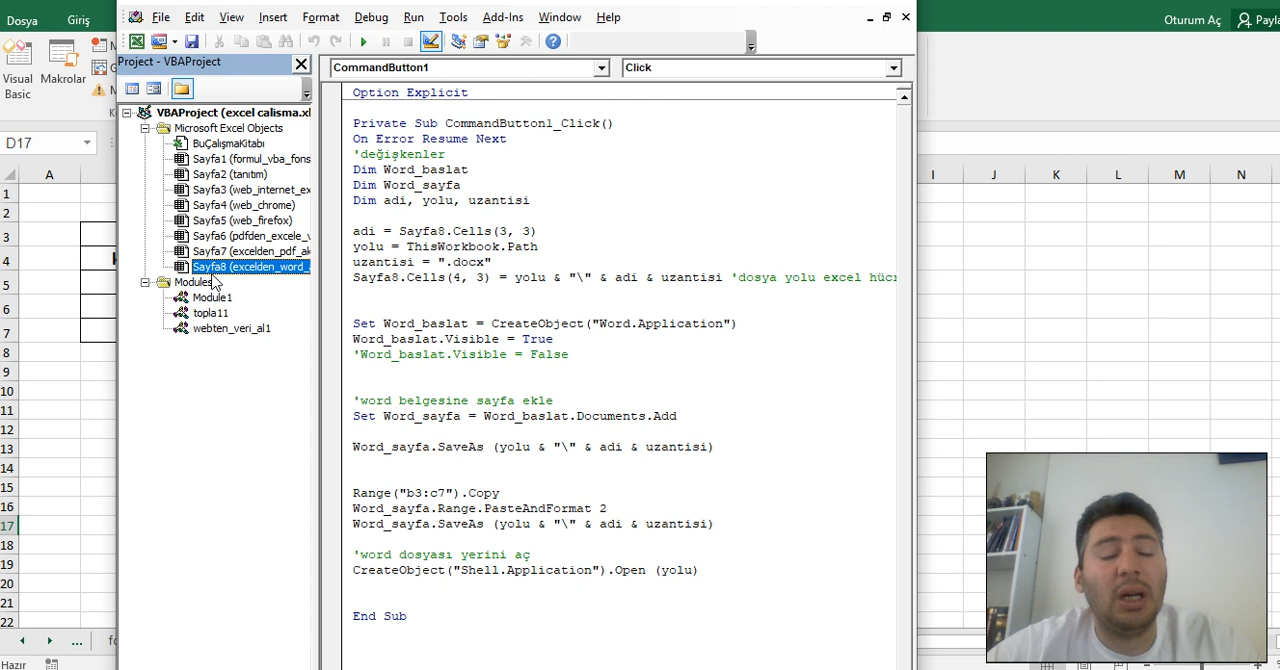 Dosya Giriş
Oturum Aç Payla
Visual Basic
Makrolar
File Edit View Insert Format Debug Run Tools Add-Ins Window Help
Project - VBAProject
CommandButton1
Click
VBAProject (excel calisma.xl
Microsoft Excel Objects
BuÇalışmaKitabı
Sayfa1 (formul_vba_fons
Sayfa2 (tanıtım)
Sayfa3 (web_internet_ex
Sayfa4 (web_chrome)
Sayfa5 (web_firefox)
Sayfa6 (pdfden_excele_v
Sayfa7 (excelden_pdf_ak
Sayfa8 (excelden_word_
Modules
Module1
topla11
webten_veri_al1
Option Explicit
Private Sub CommandButton1_Click()
On Error Resume Next
'değişkenler
Dim Word_baslat
Dim Word_sayfa
Dim adi, yolu, uzantisi
adi = Sayfa8.Cells(3, 3)
yolu = ThisWorkbook.Path
uzantisi = ".docx"
Sayfa8.Cells(4, 3) = yolu & "\" & adi & uzantisi 'dosya yolu excel hücr
Set Word_baslat = CreateObject("Word.Application")
Word_baslat.Visible = True
'Word_baslat.Visible = False
'word belgesine sayfa ekle
Set Word_sayfa = Word_baslat.Documents.Add
Word_sayfa.SaveAs (yolu & "\" & adi & uzantisi)
Range("b3:c7").Copy
Word_sayfa.Range.PasteAndFormat 2
Word_sayfa.SaveAs (yolu & "\" & adi & uzantisi)
'word dosyası yerini aç
CreateObject("Shell.Application").Open (yolu)
End Sub
D17
A I J K L M N
1
2
3
4
5
6
7
8
9
10
11
12
13
14
15
16
17
18
19
20
21
22
...
Hazır